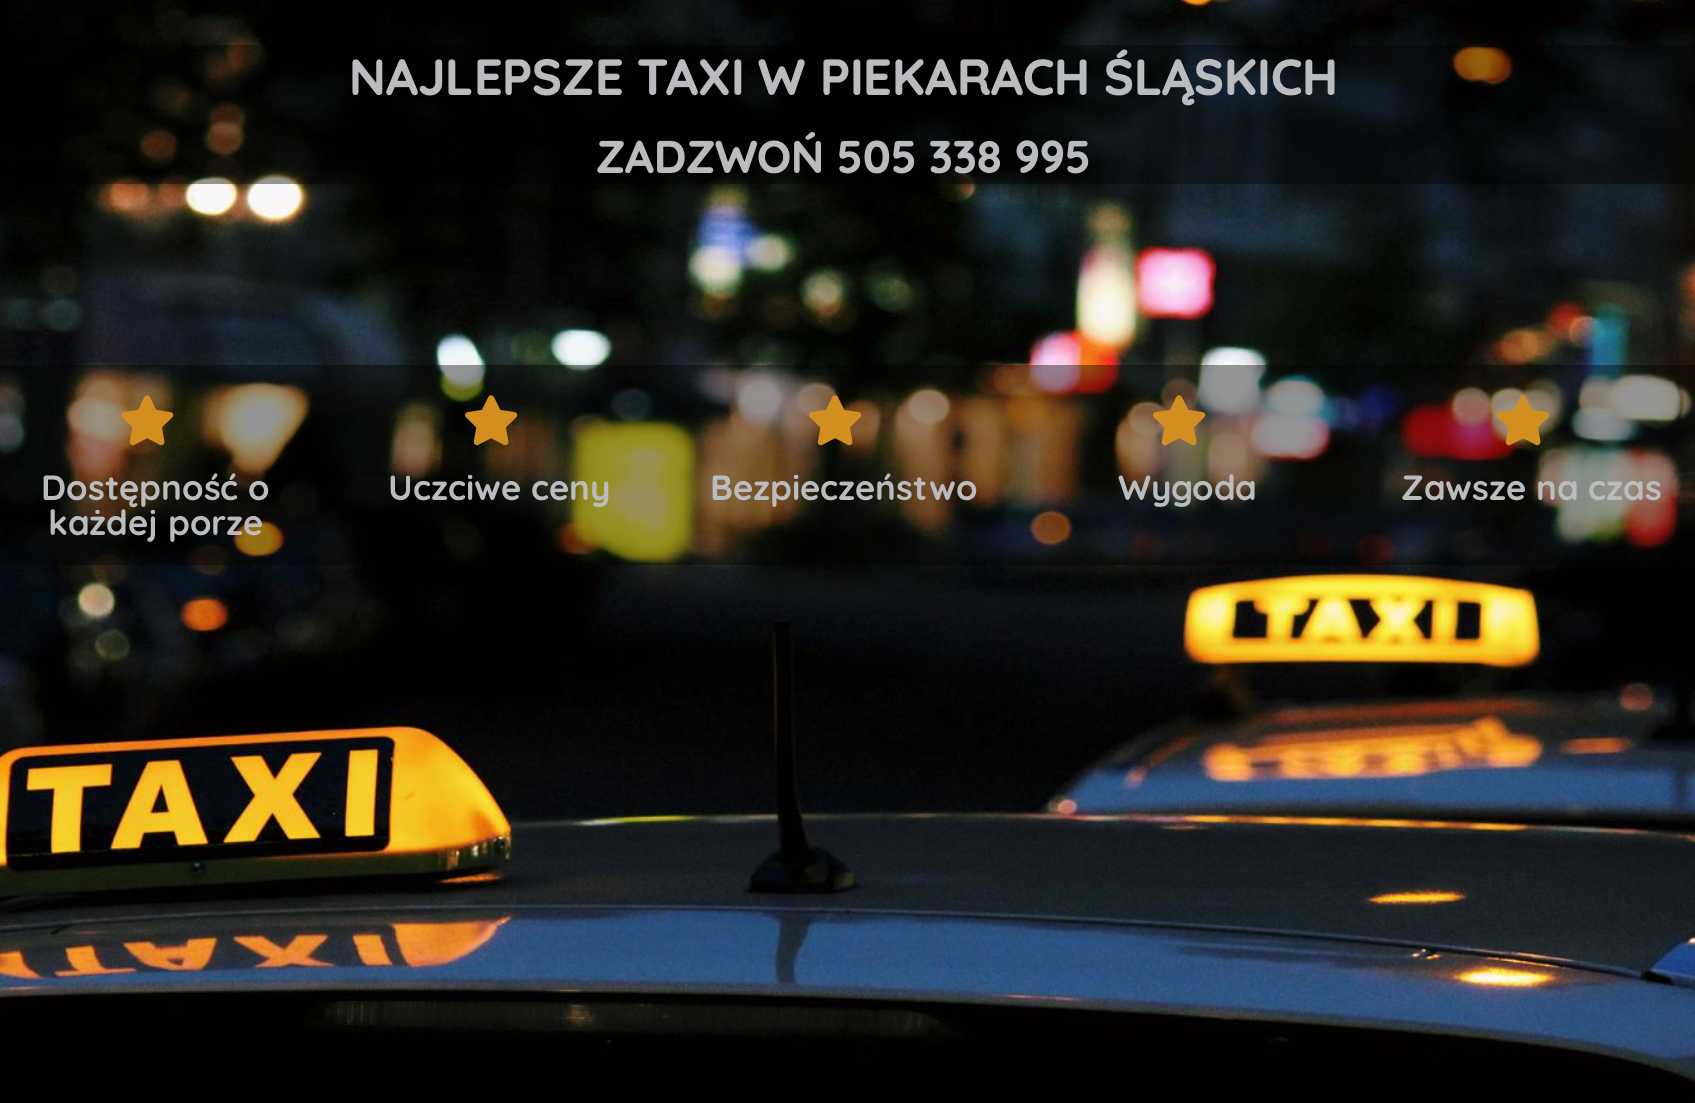 NAJLEPSZE TAXI W PIEKARACH ŚLĄSKICH
ZADZWOŃ 505 338 995
Dostępność o
każdej porze
Uczciwe ceny
Bezpieczeństwo
Wygoda
Zawsze na czas
TAXI
TAXI